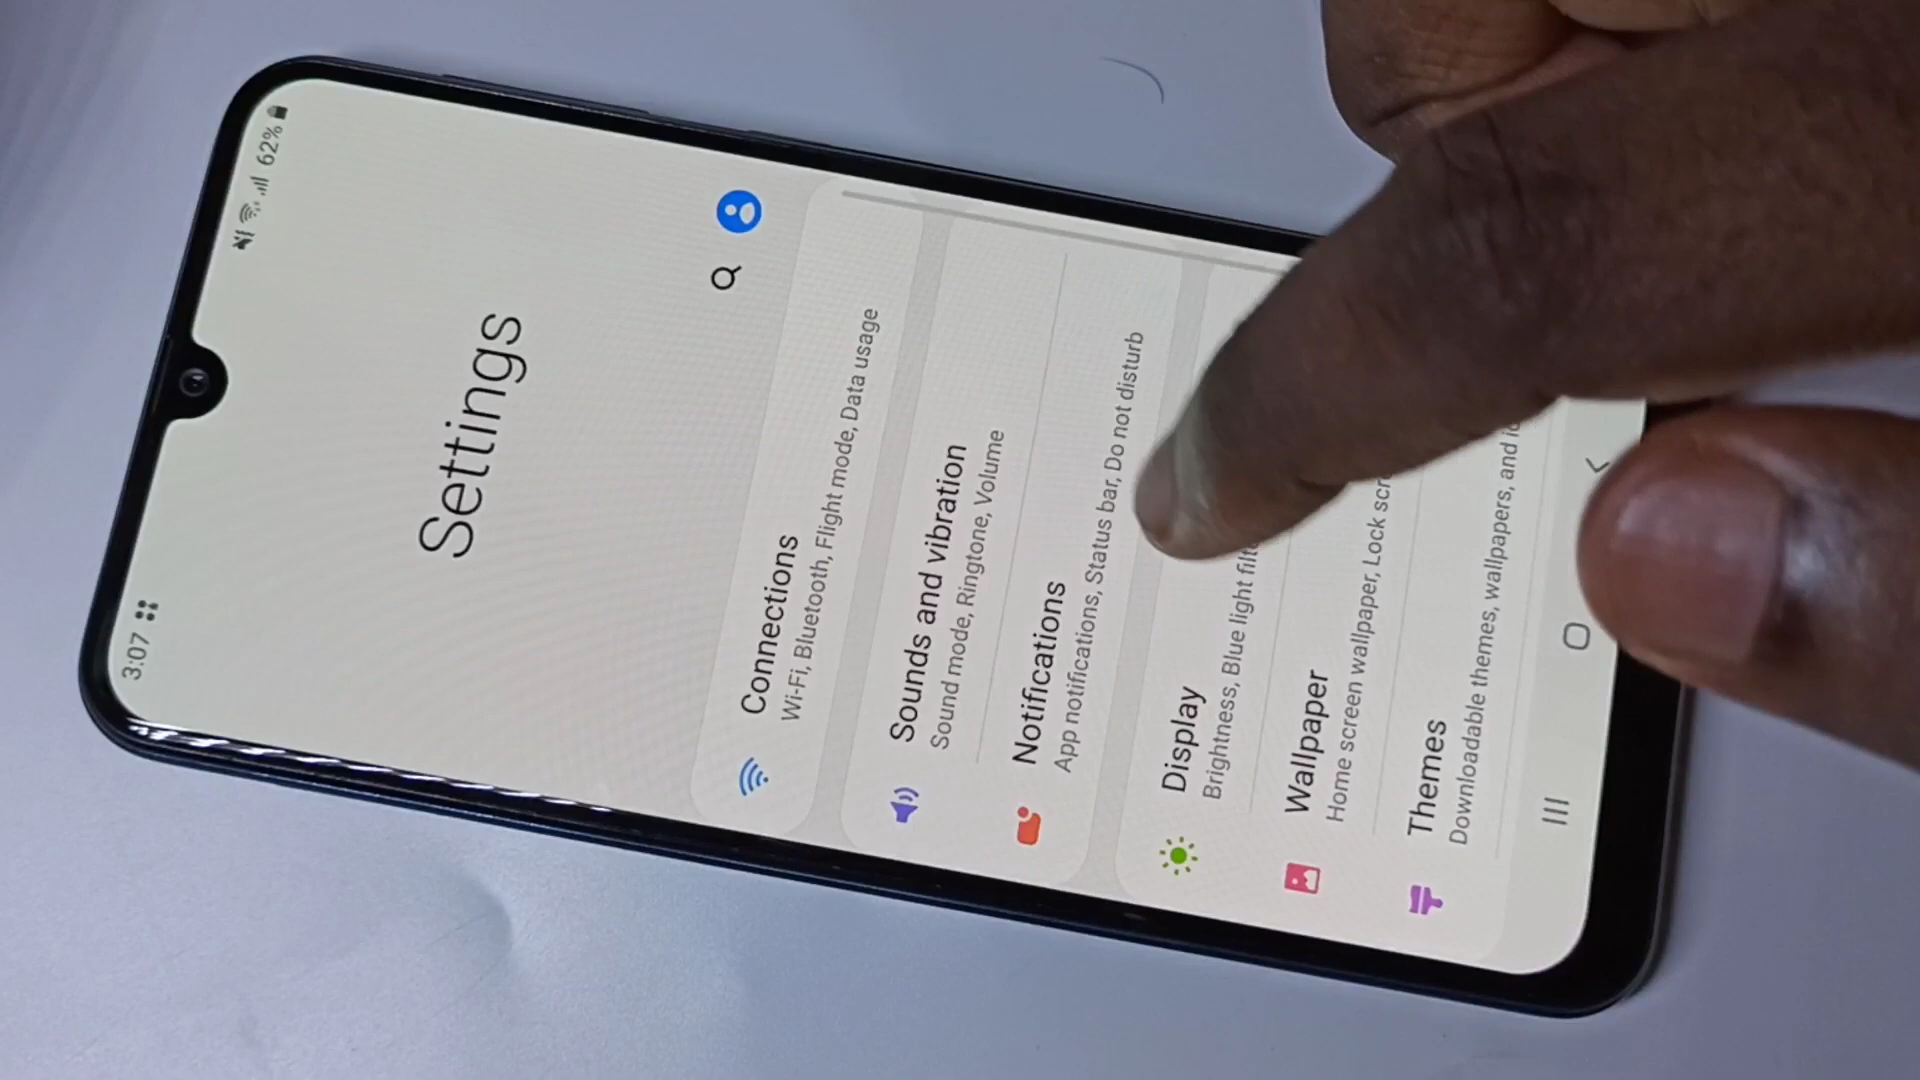 3:07
62%
Settings
Connections
Wi-Fi, Bluetooth, Flight mode, Data usage
Sounds and vibration
Sound mode, Ringtone, Volume
Notifications
App notifications, Status bar, Do not disturb
Display
Brightness, Blue light
Wallpaper
Home screen wallpaper, Lock
Themes
Downloadable themes, wallpapers, and